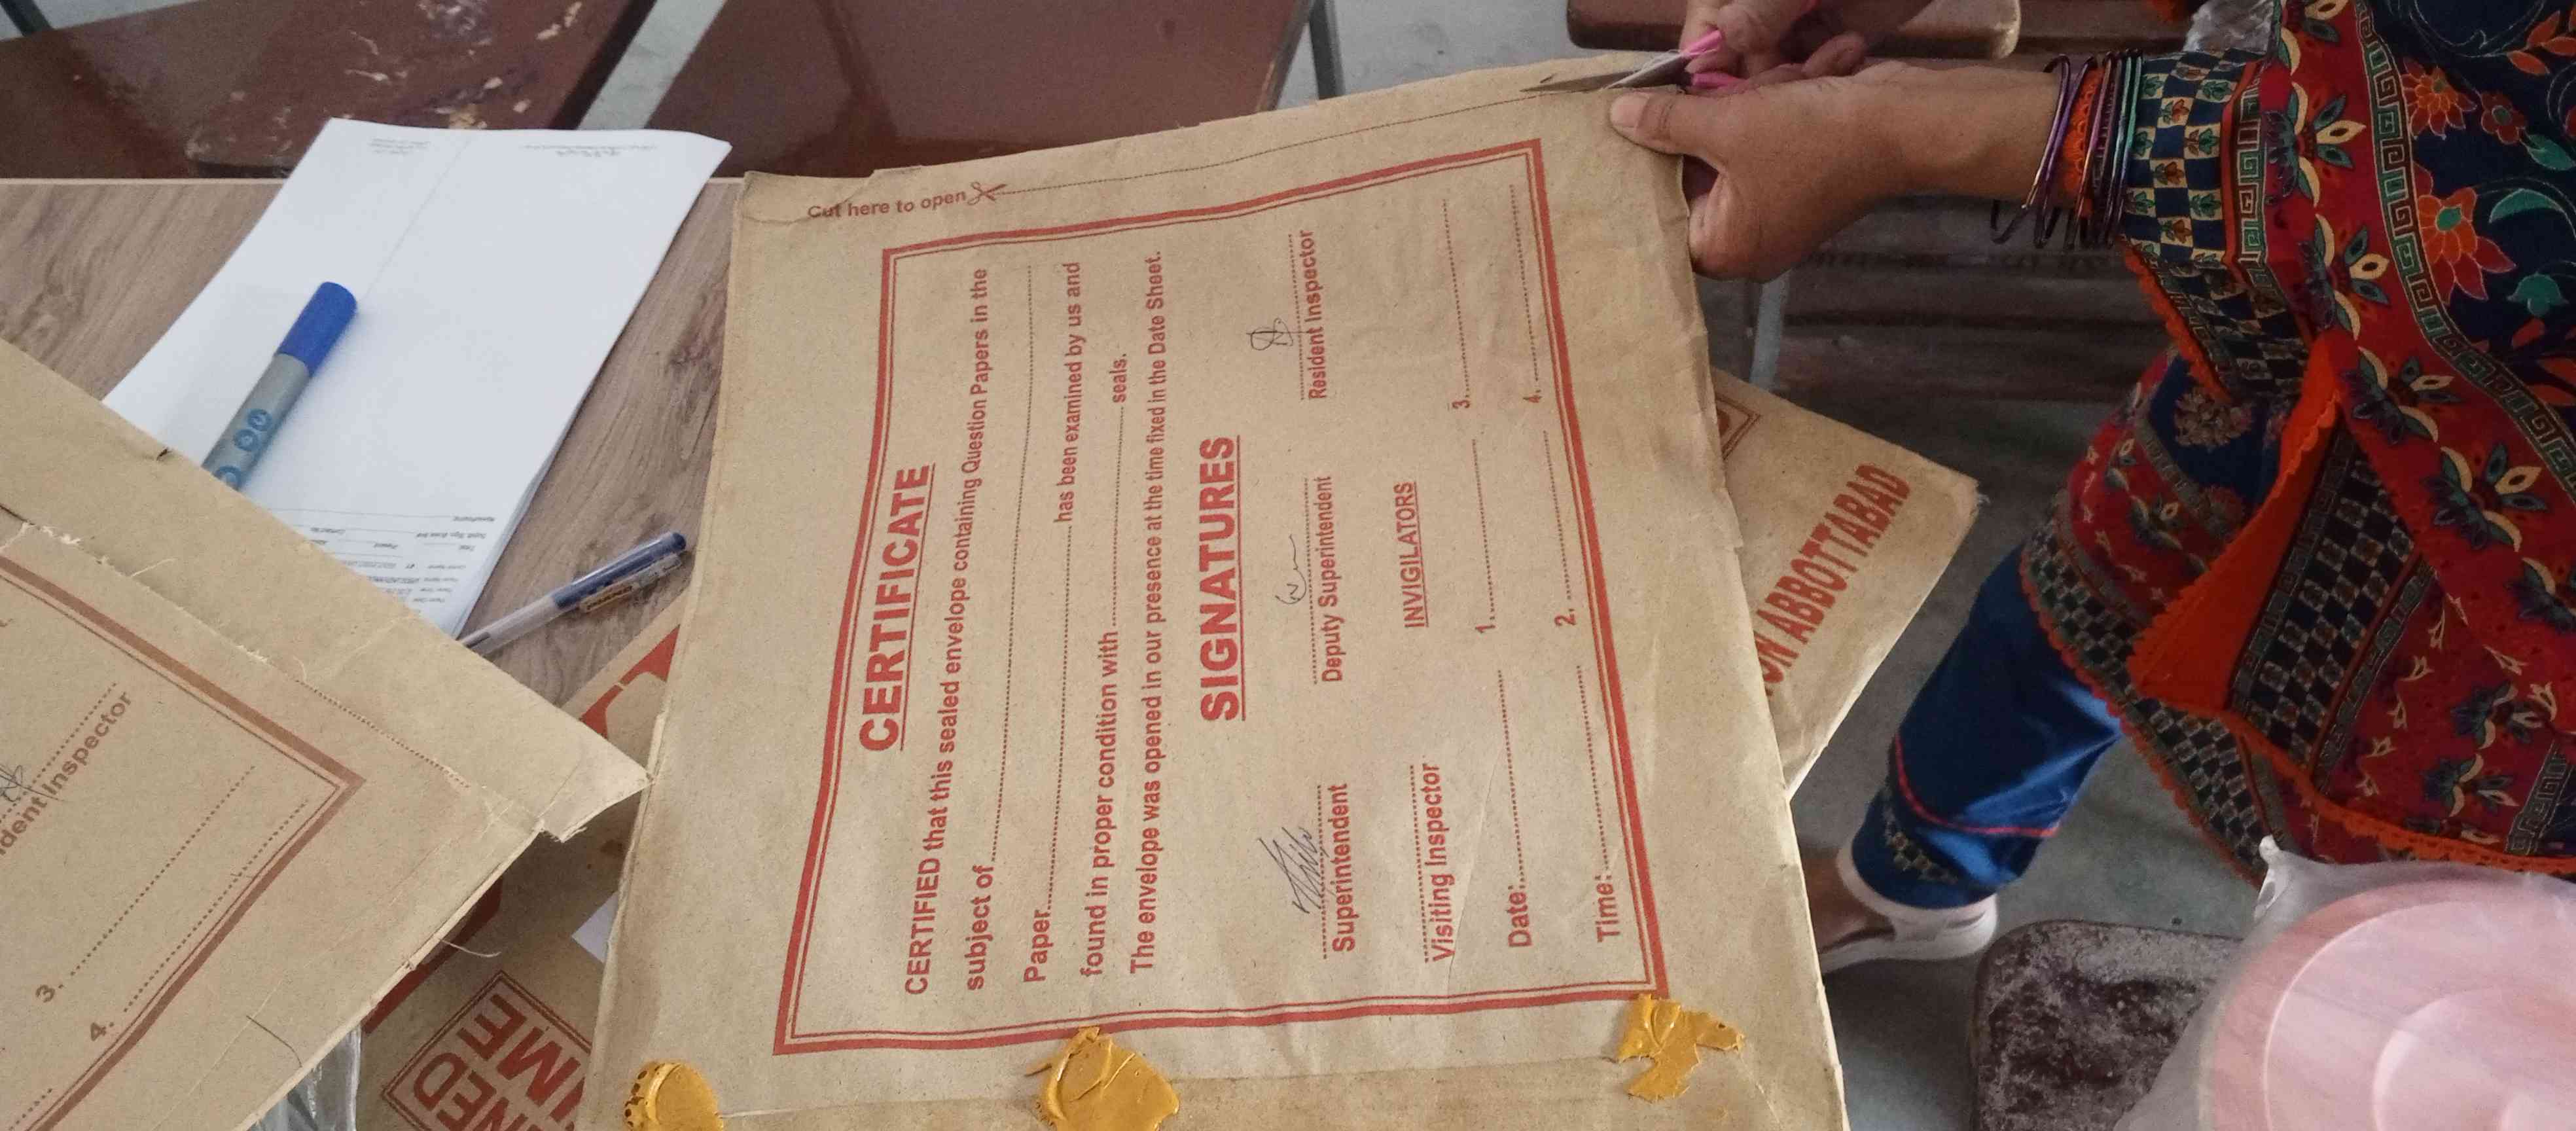 Cut here to open
CERTIFICATE
CERTIFIED that this sealed envelope containing Question Papers in the
subject of
Paper has been examined by us and
found in proper condition with seals.
The envelope was opened in our presence at the time fixed in the Date Sheet.
SIGNATURES
Superintendent Deputy Superintendent Resident Inspector
Visiting Inspector INVIGILATORS
Date: 1. 3.
Time: 2. 4.
ON ABBOTTABAD
dent Inspector
3.
4.
NED
IME